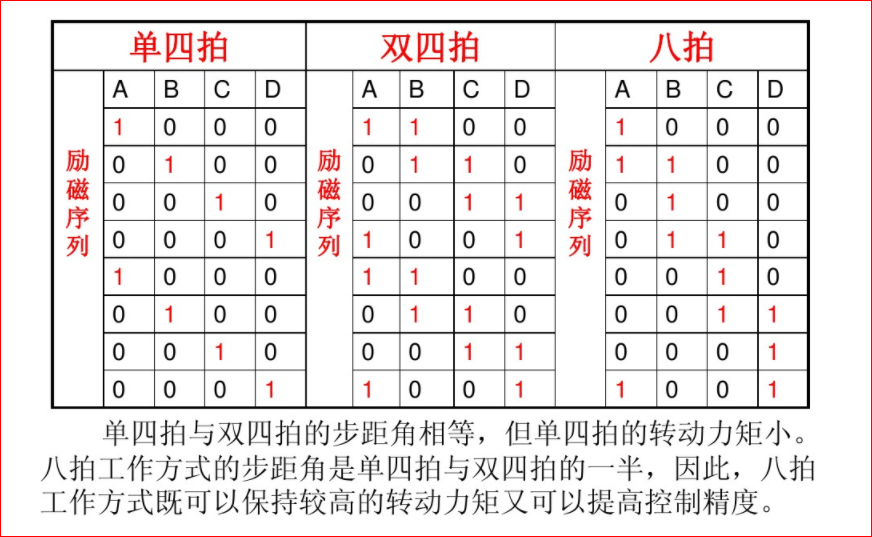 单四拍 双四拍 八拍
A B C D A B C D A B C D
1 0 0 0 1 1 0 0 1 0 0 0
0 1 0 0 0 1 1 0 1 1 0 0
0 0 1 0 0 0 1 1 0 1 0 0
0 0 0 1 1 0 0 1 0 1 1 0
1 0 0 0 1 1 0 0 0 0 1 0
0 1 0 0 0 1 1 0 0 0 1 1
0 0 1 0 0 0 1 1 0 0 0 1
0 0 0 1 1 0 0 1 1 0 0 1
励磁序列 励磁序列 励磁序列
单四拍与双四拍的步距角相等，但单四拍的转动力矩小。
八拍工作方式的步距角是单四拍与双四拍的一半，因此，八拍
工作方式既可以保持较高的转动力矩又可以提高控制精度。